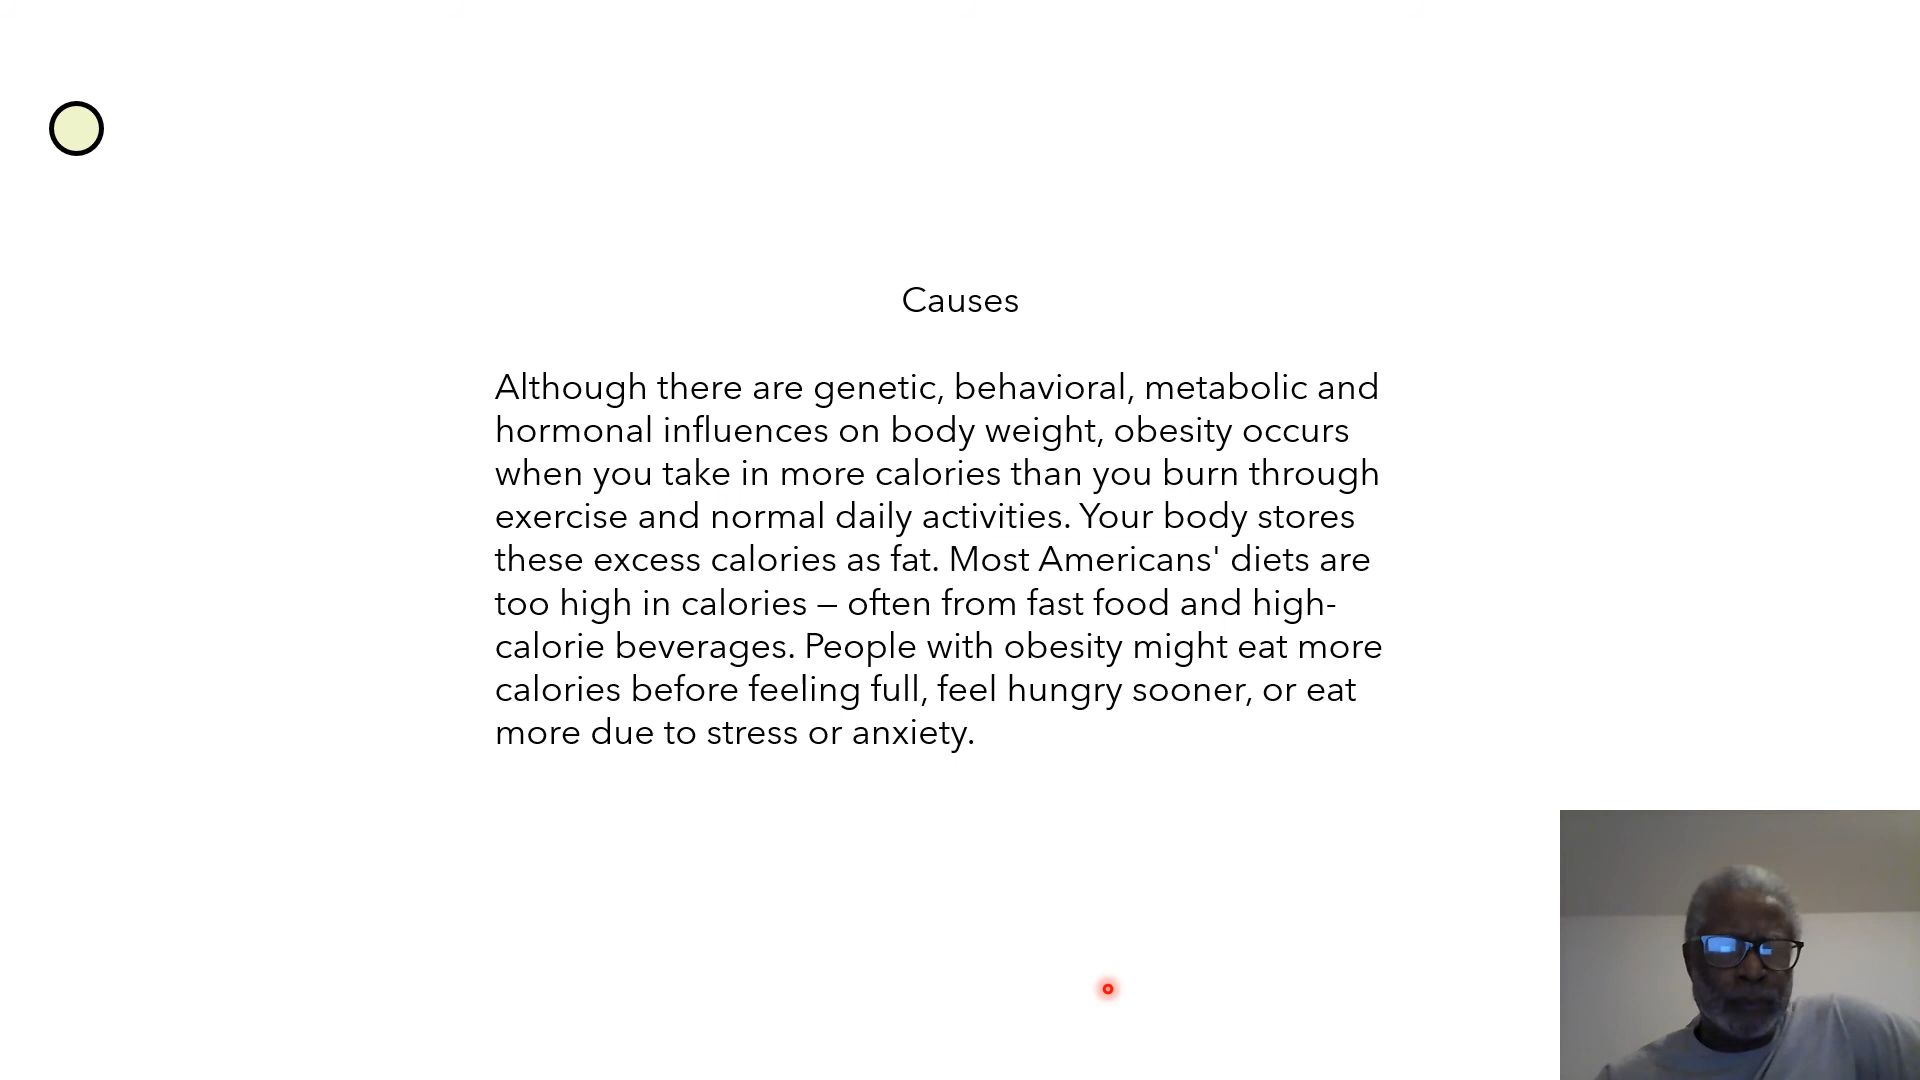 Causes
Although there are genetic, behavioral, metabolic and
hormonal influences on body weight, obesity occurs
when you take in more calories than you burn through
exercise and normal daily activities. Your body stores
these excess calories as fat. Most Americans' diets are
too high in calories — often from fast food and high-
calorie beverages. People with obesity might eat more
calories before feeling full, feel hungry sooner, or eat
more due to stress or anxiety.